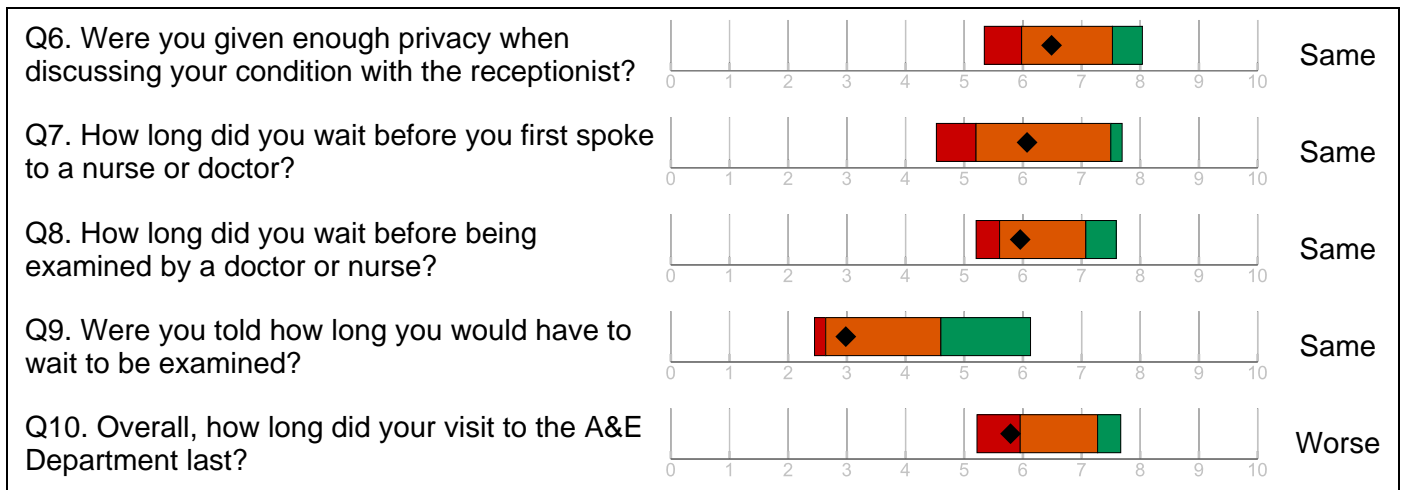 Q6. Were you given enough privacy when
discussing your condition with the receptionist?
0 1 2 3 4 5 6 7 8 9 10
Same
Q7. How long did you wait before you first spoke
to a nurse or doctor?
0 1 2 3 4 5 6 7 8 9 10
Same
Q8. How long did you wait before being
examined by a doctor or nurse?
0 1 2 3 4 5 6 7 8 9 10
Same
Q9. Were you told how long you would have to
wait to be examined?
0 1 2 3 4 5 6 7 8 9 10
Same
Q10. Overall, how long did your visit to the A&E
Department last?
0 1 2 3 4 5 6 7 8 9 10
Worse